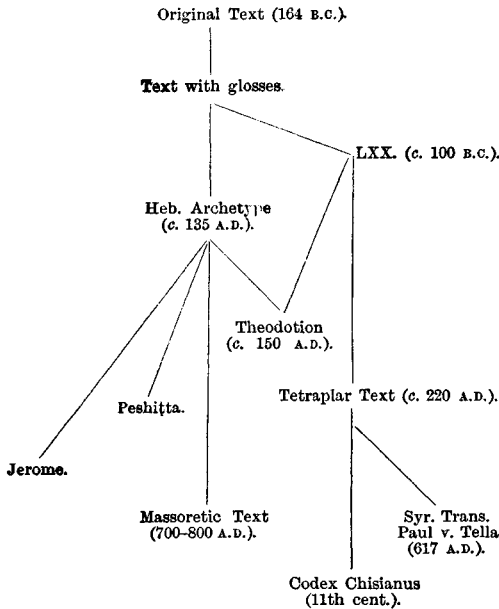 Original Text (164 B.C.).
Text with glosses.
LXX. (c. 100 B.C.).
Heb. Archetype
(c. 135 A.D.).
Theodotion
(c. 150 A.D.).
Tetraplar Text (c. 220 A.D.).
Peshiṭta.
Jerome.
Massoretic Text
(700–800 A.D.).
Syr. Trans.
Paul v. Tella
(617 A.D.).
Codex Chisianus
(11th cent.).